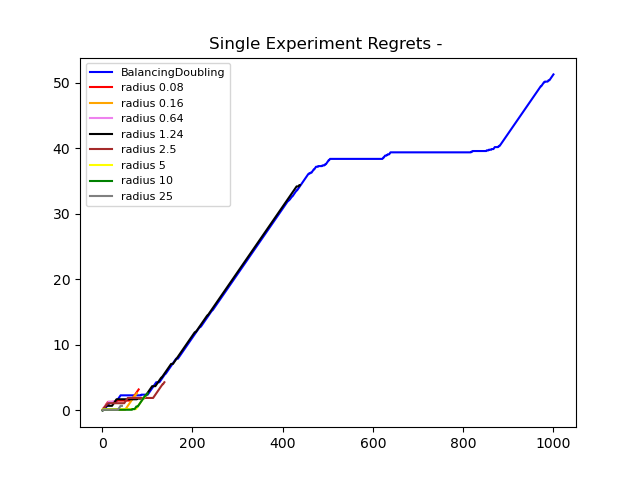 Single Experiment Regrets -
BalancingDoubling
radius 0.08
radius 0.16
radius 0.64
radius 1.24
radius 2.5
radius 5
radius 10
radius 25
50
40
30
20
10
0
0 200 400 600 800 1000